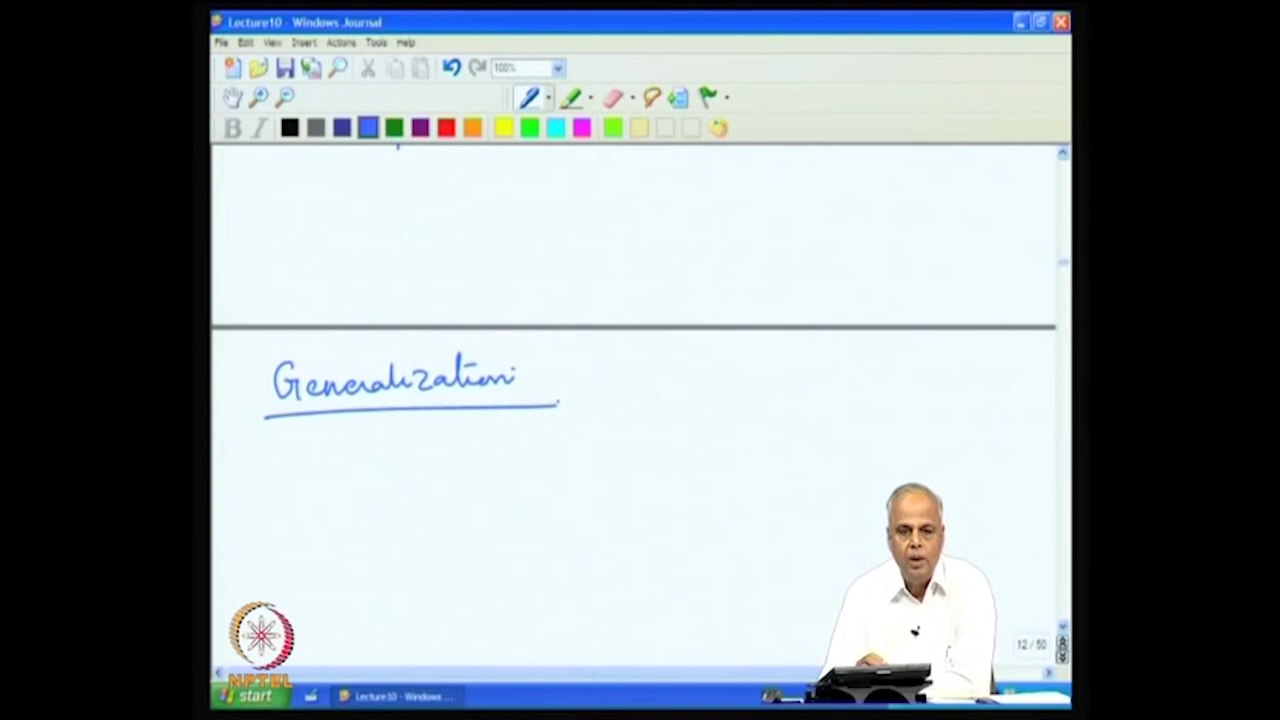 Lecture10 - Windows Journal
File Edit View Insert Actions Tools Help
100%
B I
Generalization
12 / 50
NPTEL
start Lecture10 - Windows ...